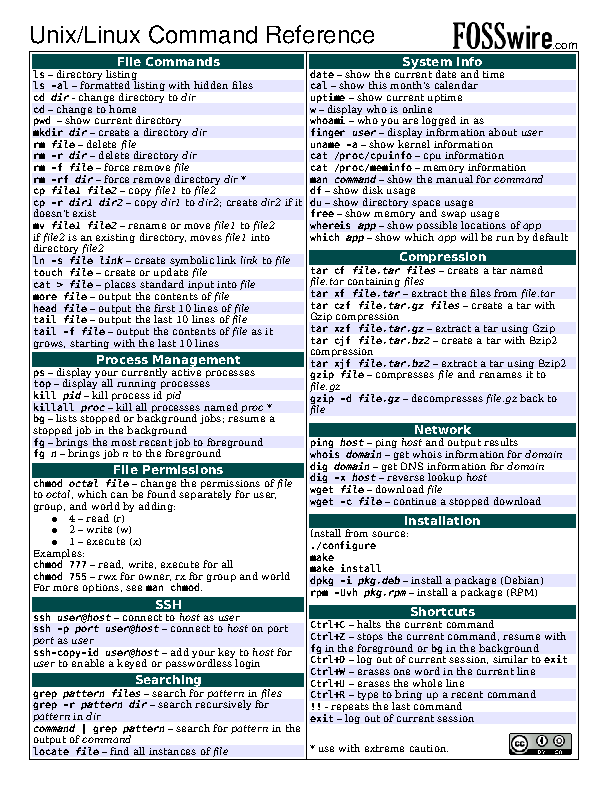 Unix/Linux Command Reference
FOSSwire.com
File Commands
ls – directory listing
ls -al – formatted listing with hidden files
cd dir - change directory to dir
cd – change to home
pwd – show current directory
mkdir dir – create a directory dir
rm file – delete file
rm -r dir – delete directory dir
rm -f file – force remove file
rm -rf dir – force remove directory dir *
cp file1 file2 – copy file1 to file2
cp -r dir1 dir2 – copy dir1 to dir2; create dir2 if it
doesn't exist
mv file1 file2 – rename or move file1 to file2
if file2 is an existing directory, moves file1 into
directory file2
ln -s file link – create symbolic link link to file
touch file – create or update file
cat > file – places standard input into file
more file – output the contents of file
head file – output the first 10 lines of file
tail file – output the last 10 lines of file
tail -f file – output the contents of file as it
grows, starting with the last 10 lines
Process Management
ps – display your currently active processes
top – display all running processes
kill pid – kill process id pid
killall proc – kill all processes named proc *
bg – lists stopped or background jobs; resume a
stopped job in the background
fg – brings the most recent job to foreground
fg n – brings job n to the foreground
File Permissions
chmod octal file – change the permissions of file
to octal, which can be found separately for user,
group, and world by adding:
● 4 – read (r)
● 2 – write (w)
● 1 – execute (x)
Examples:
chmod 777 – read, write, execute for all
chmod 755 – rwx for owner, rx for group and world
For more options, see man chmod.
SSH
ssh user@host – connect to host as user
ssh -p port user@host – connect to host on port
port as user
ssh-copy-id user@host – add your key to host for
user to enable a keyed or passwordless login
Searching
grep pattern files – search for pattern in files
grep -r pattern dir – search recursively for
pattern in dir
command | grep pattern – search for pattern in the
output of command
locate file – find all instances of file
System Info
date – show the current date and time
cal – show this month's calendar
uptime – show current uptime
w – display who is online
whoami – who you are logged in as
finger user – display information about user
uname -a – show kernel information
cat /proc/cpuinfo – cpu information
cat /proc/meminfo – memory information
man command – show the manual for command
df – show disk usage
du – show directory space usage
free – show memory and swap usage
whereis app – show possible locations of app
which app – show which app will be run by default
Compression
tar cf file.tar files – create a tar named
file.tar containing files
tar xf file.tar – extract the files from file.tar
tar czf file.tar.gz files – create a tar with
Gzip compression
tar xzf file.tar.gz – extract a tar using Gzip
tar cjf file.tar.bz2 – create a tar with Bzip2
compression
tar xjf file.tar.bz2 – extract a tar using Bzip2
gzip file – compresses file and renames it to
file.gz
gzip -d file.gz – decompresses file.gz back to
file
Network
ping host – ping host and output results
whois domain – get whois information for domain
dig domain – get DNS information for domain
dig -x host – reverse lookup host
wget file – download file
wget -c file – continue a stopped download
Installation
Install from source:
./configure
make
make install
dpkg -i pkg.deb – install a package (Debian)
rpm -Uvh pkg.rpm – install a package (RPM)
Shortcuts
Ctrl+C – halts the current command
Ctrl+Z – stops the current command, resume with
fg in the foreground or bg in the background
Ctrl+D – log out of current session, similar to exit
Ctrl+W – erases one word in the current line
Ctrl+U – erases the whole line
Ctrl+R – type to bring up a recent command
!! - repeats the last command
exit – log out of current session
* use with extreme caution.
cc BY SA